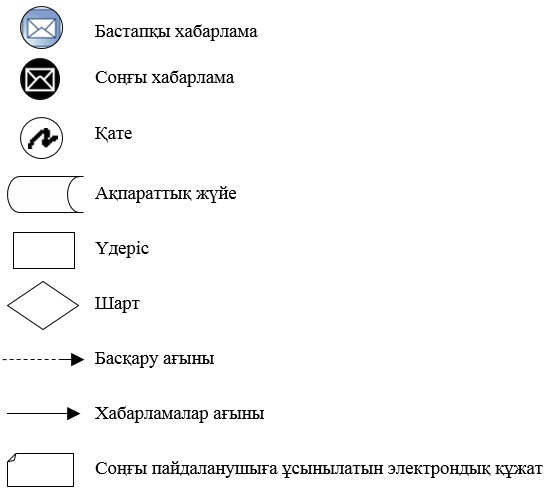 Бастапқы хабарлама
Соңғы хабарлама
Қате
Ақпараттық жүйе
Үдеріс
Шарт
Басқару ағыны
Хабарламалар ағыны
Соңғы пайдаланушыға ұсынылатын электрондық құжат